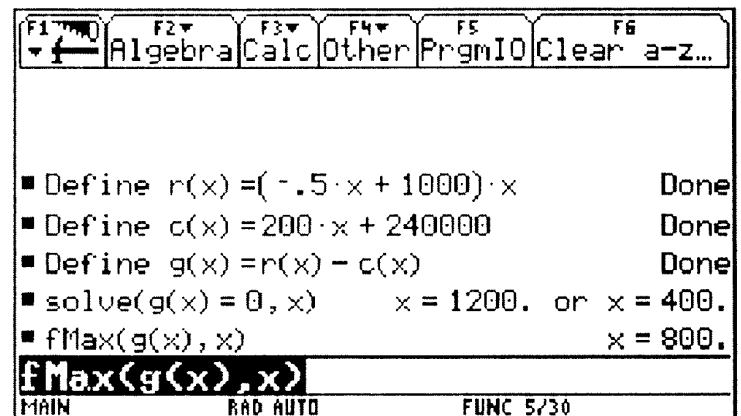 F1 F2 F3 F4 F5 F6
Algebra Calc Other PrgmIO Clear a-z…
Define r(x)=(⁻.5·x + 1000)·x Done
Define c(x)=200·x + 240000 Done
Define g(x)=r(x) − c(x) Done
solve(g(x) = 0, x) x = 1200. or x = 400.
fMax(g(x), x) x = 800.
fMax(g(x),x)
MAIN RAD AUTO FUNC 5/30